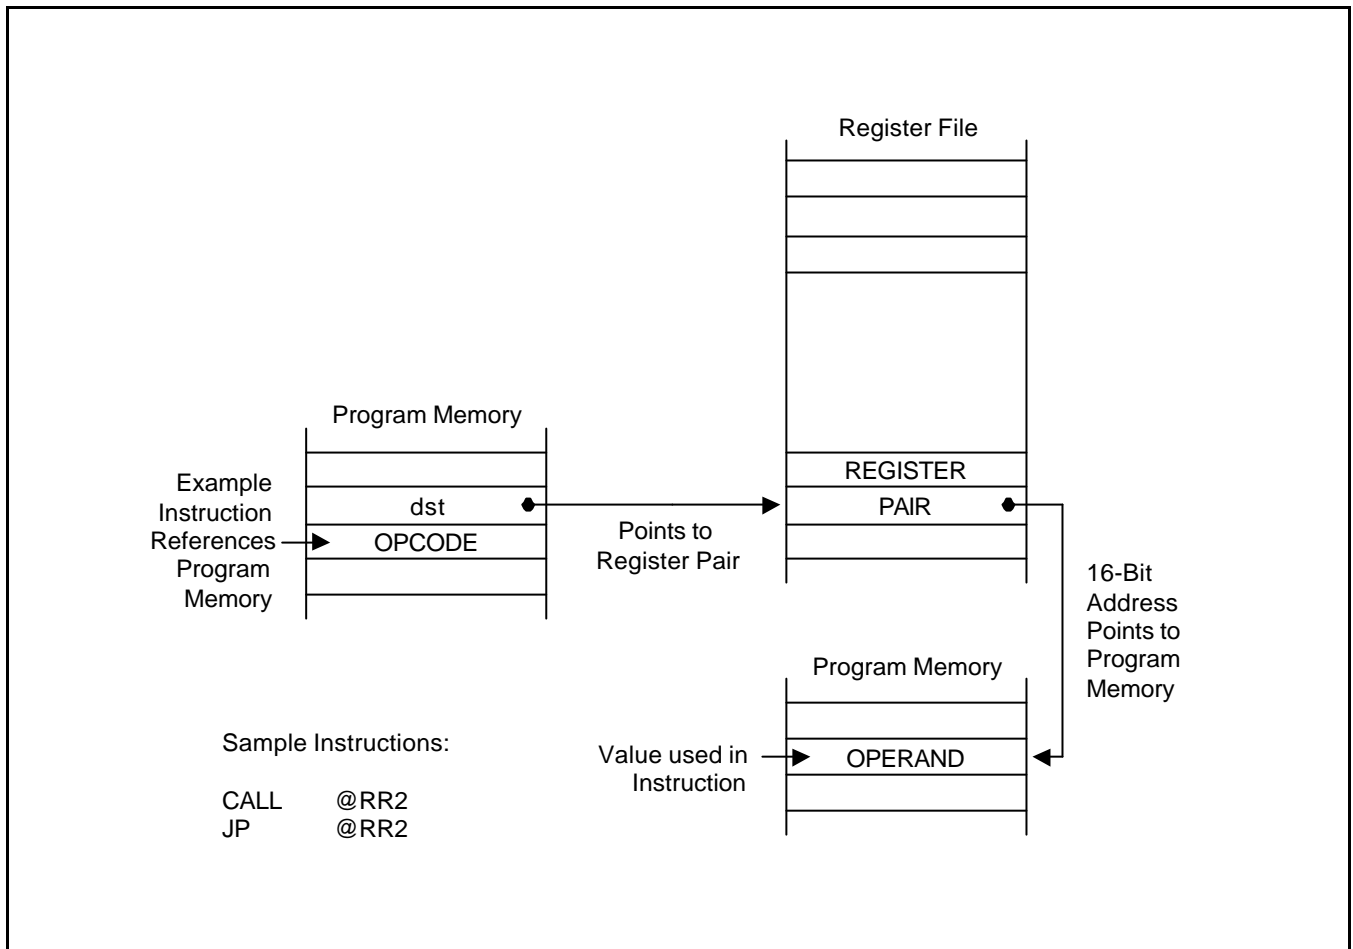 Register File
Program Memory
Example
Instruction
References
Program
Memory
dst
OPCODE
Points to
Register Pair
REGISTER
PAIR
16-Bit
Address
Points to
Program
Memory
Program Memory
Value used in
Instruction
OPERAND
Sample Instructions:
CALL @RR2
JP @RR2